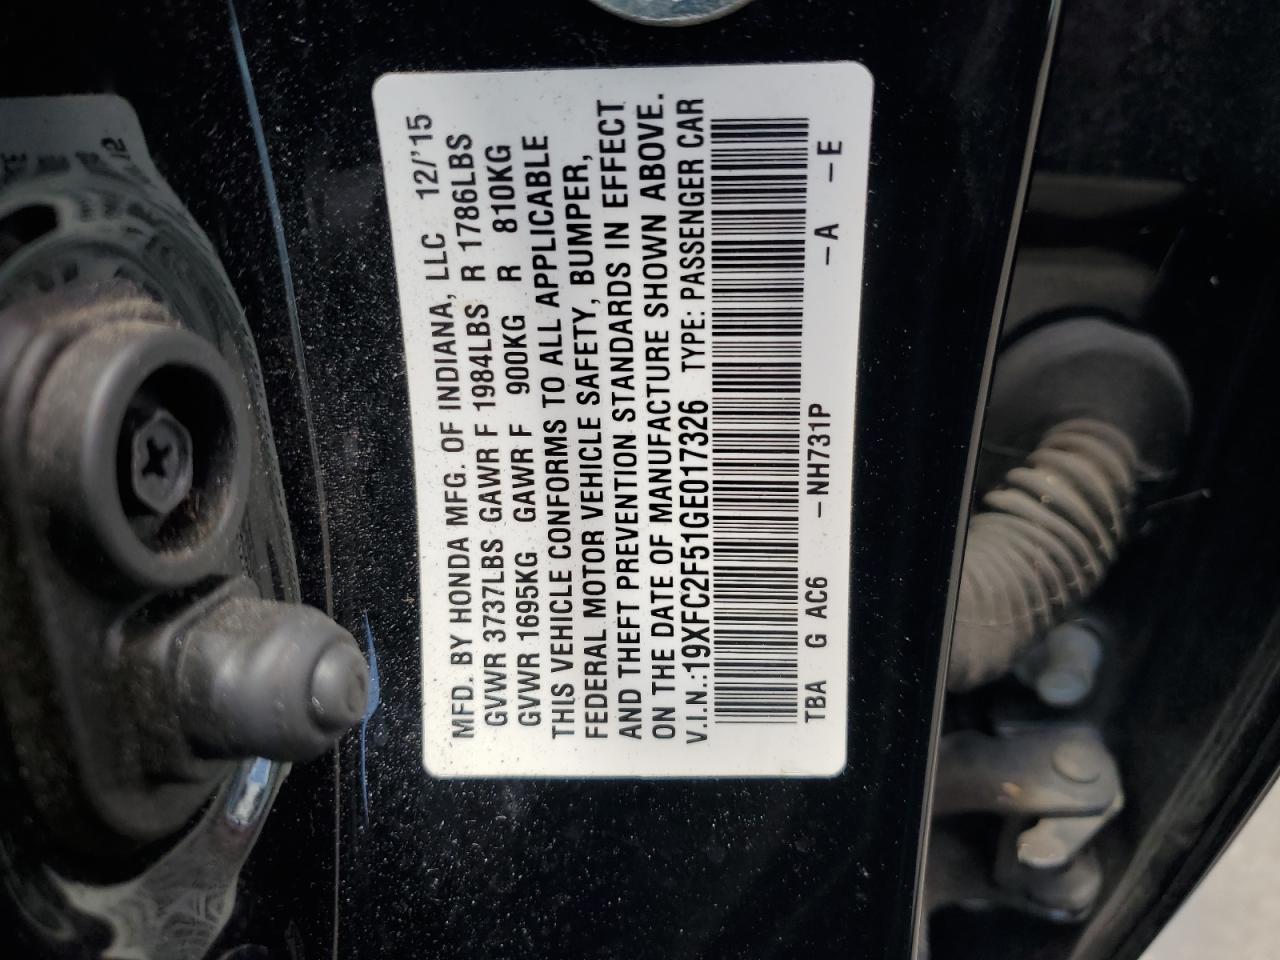 MFD. BY HONDA MFG. OF INDIANA, LLC 12/'15
GVWR 3737LBS GAWR F 1984LBS R 1786LBS
GVWR 1695KG GAWR F 900KG R 810KG
THIS VEHICLE CONFORMS TO ALL APPLICABLE
FEDERAL MOTOR VEHICLE SAFETY, BUMPER,
AND THEFT PREVENTION STANDARDS IN EFFECT
ON THE DATE OF MANUFACTURE SHOWN ABOVE.
V.I.N.:19XFC2F51GE017326 TYPE: PASSENGER CAR
TBA G AC6 –NH731P –A –E